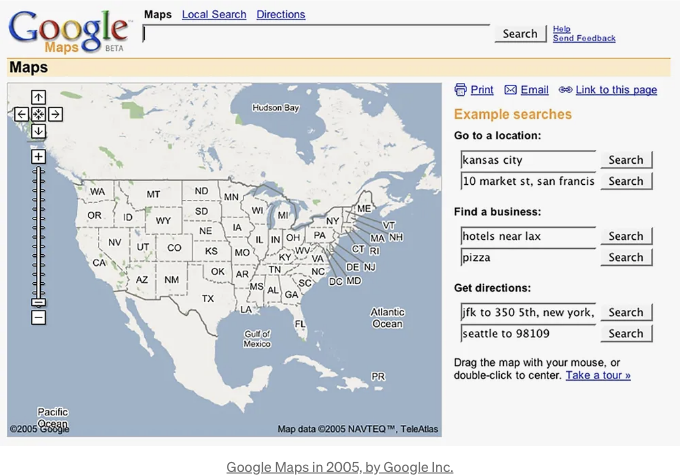 Google
Maps BETA
Maps Local Search Directions
Search
Help
Send Feedback
Maps
Print Email Link to this page
Example searches
Go to a location:
kansas city Search
10 market st, san francis Search
Find a business:
hotels near lax Search
pizza Search
Get directions:
jfk to 350 5th, new york, Search
seattle to 98109 Search
Drag the map with your mouse, or
double-click to center. Take a tour »
Hudson Bay
WA MT ND MN ME
OR ID WY SD WI MI NY VT
NV UT CO NE IA IL IN OH PA MA NH
CA KS MO KY WV VA CT RI
AZ NM OK AR TN NC DE NJ
TX MS AL GA SC DC MD
LA FL
Atlantic
Ocean
Gulf of
Mexico
PR
Pacific
Ocean
©2005 Google Map data ©2005 NAVTEQ™, TeleAtlas
Google Maps in 2005, by Google Inc.